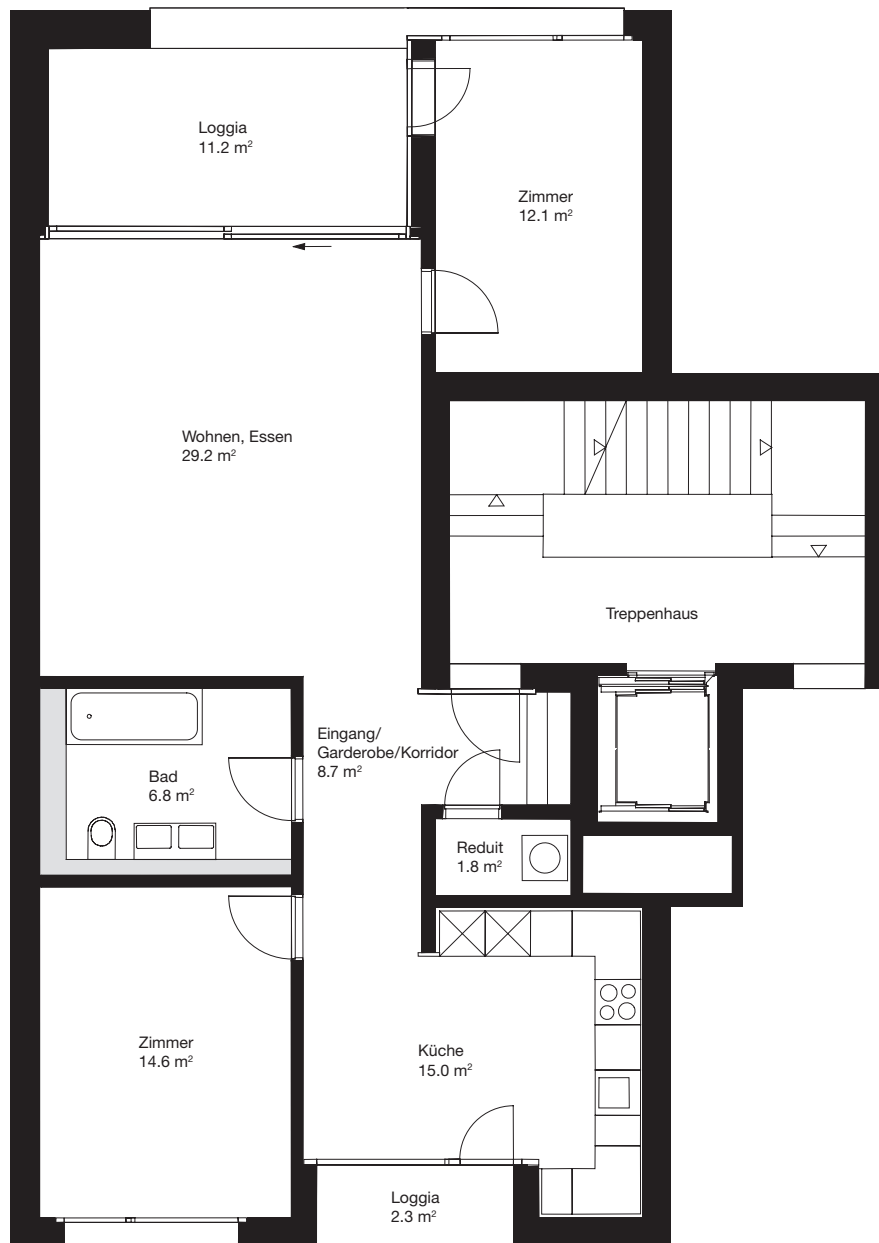 Loggia
11.2 m²
Zimmer
12.1 m²
Wohnen, Essen
29.2 m²
Treppenhaus
Eingang/
Garderobe/Korridor
8.7 m²
Bad
6.8 m²
Reduit
1.8 m²
Zimmer
14.6 m²
Küche
15.0 m²
Loggia
2.3 m²